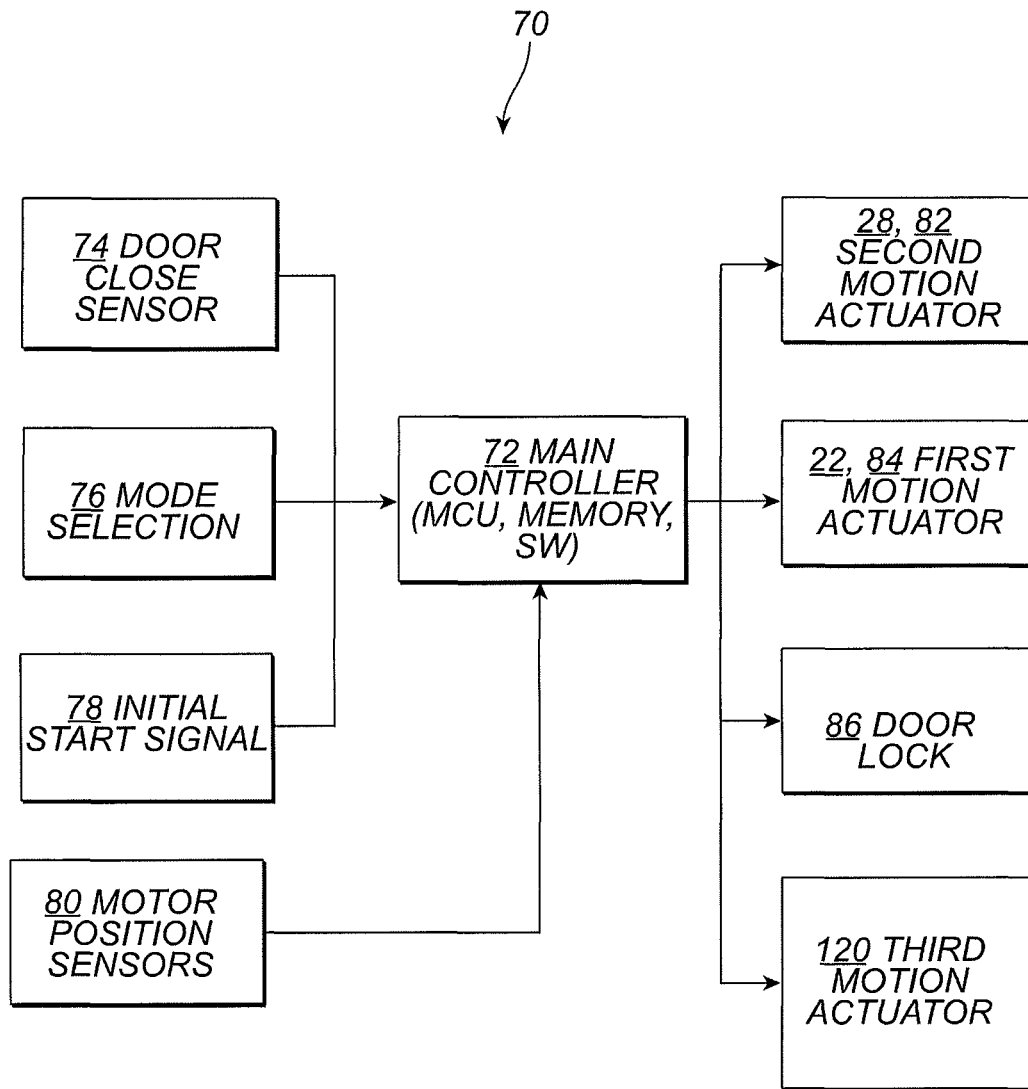 70
74 DOOR
CLOSE
SENSOR
76 MODE
SELECTION
78 INITIAL
START SIGNAL
80 MOTOR
POSITION
SENSORS
72 MAIN
CONTROLLER
(MCU, MEMORY,
SW)
28, 82
SECOND
MOTION
ACTUATOR
22, 84 FIRST
MOTION
ACTUATOR
86 DOOR
LOCK
120 THIRD
MOTION
ACTUATOR